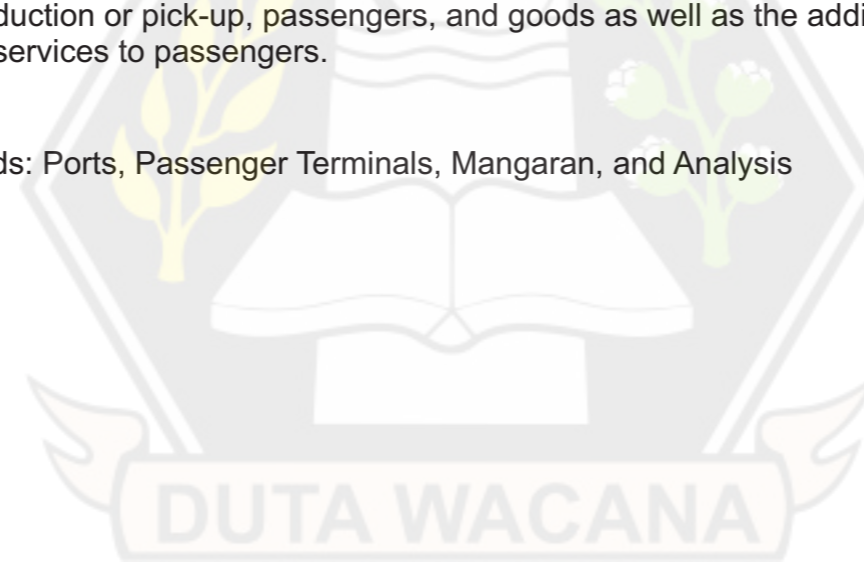 duction or pick-up, passengers, and goods as well as the addi
services to passengers.
ds: Ports, Passenger Terminals, Mangaran, and Analysis
DUTA WACANA